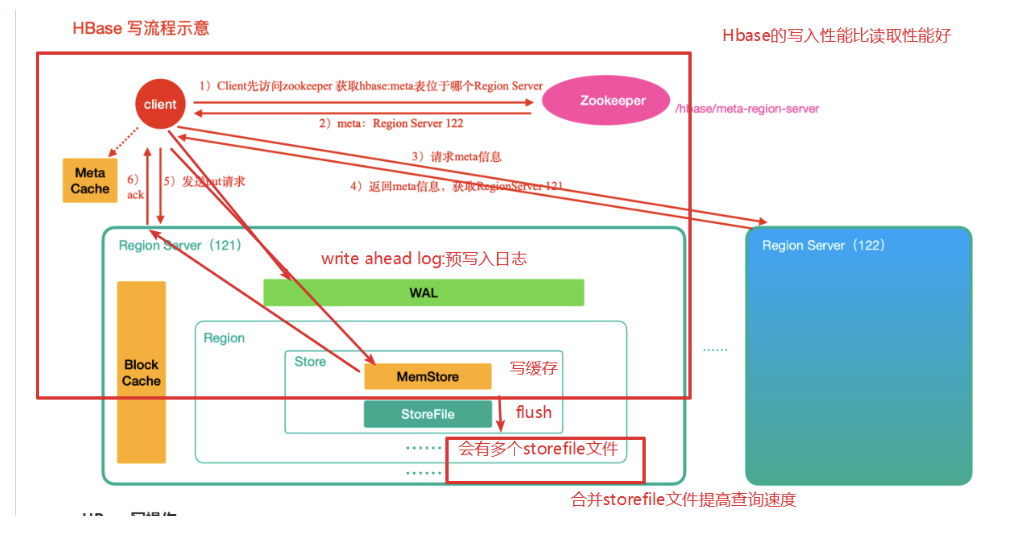 HBase 写流程示意
Hbase的写入性能比读取性能好
1）Client先访问zookeeper 获取hbase:meta表位于哪个Region Server
client
Zookeeper
/hbase/meta-region-server
2）meta：Region Server 122
3）请求meta信息
Meta
Cache
6）
ack
5）发送put请求
4）返回meta信息，获取RegionServer 121
Region Server（121）
Region Server（122）
write ahead log:预写入日志
WAL
Region
Store
Block
Cache
MemStore
写缓存
StoreFile
flush
······
会有多个storefile文件
······
······
合并storefile文件提高查询速度